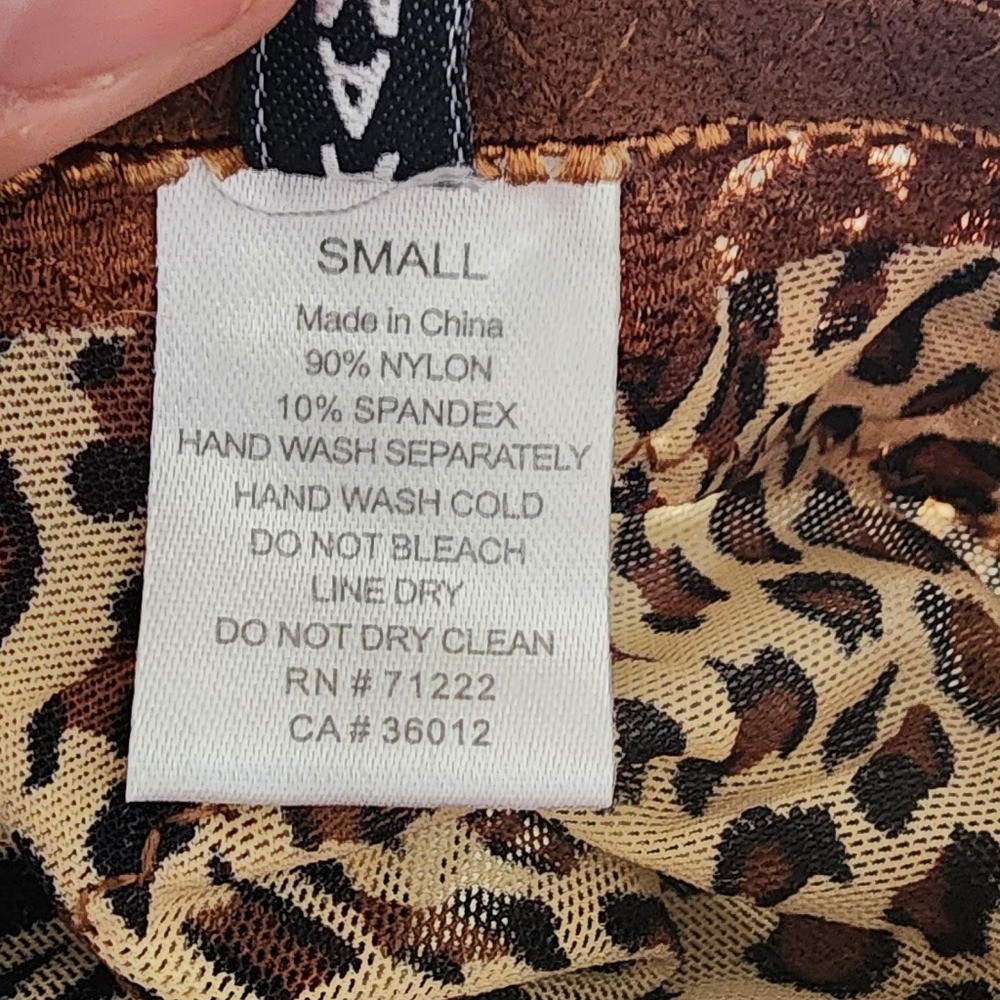 SMALL
Made in China
90% NYLON
10% SPANDEX
HAND WASH SEPARATELY
HAND WASH COLD
DO NOT BLEACH
LINE DRY
DO NOT DRY CLEAN
RN # 71222
CA # 36012